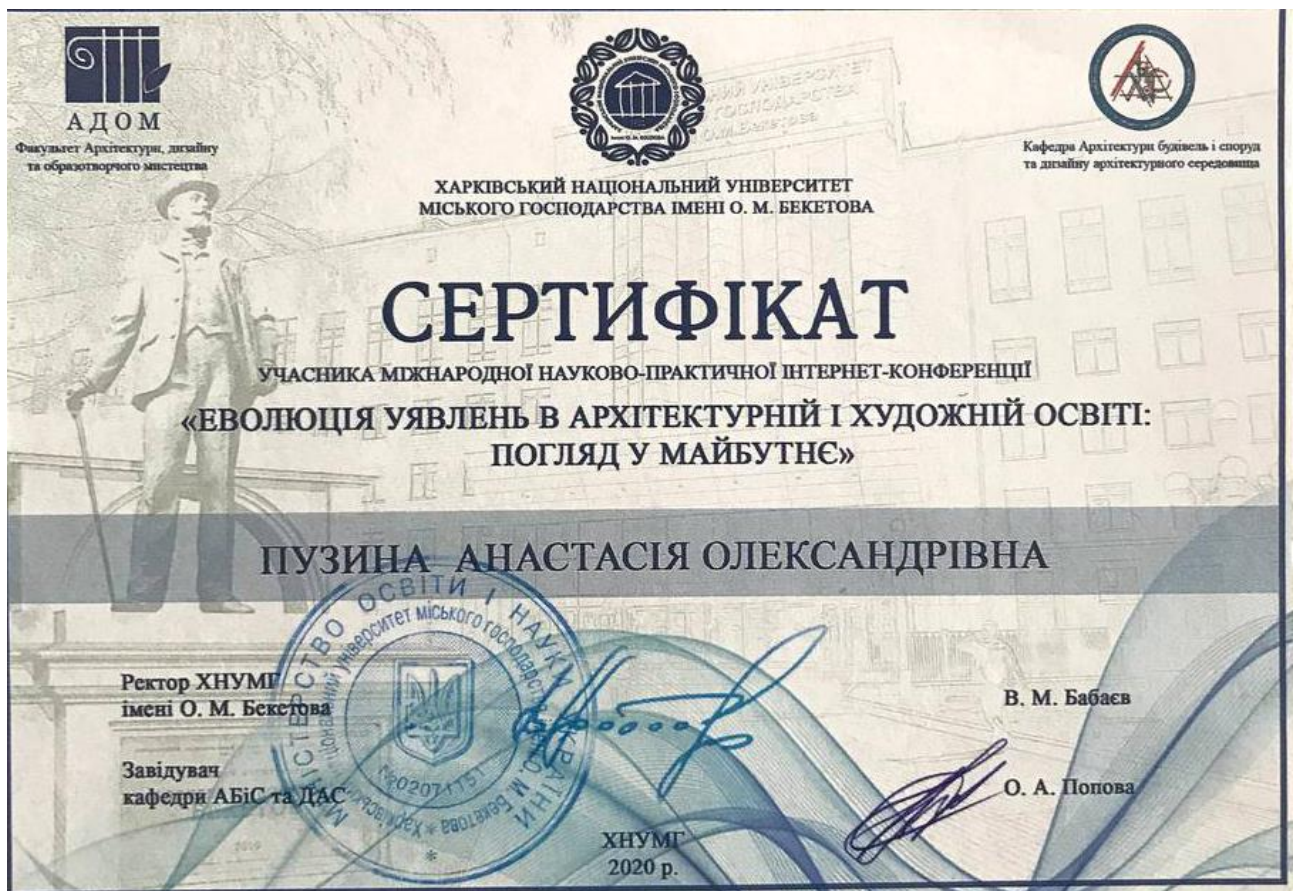 АДОМ
Факультет Архітектури, дизайну
та образотворчого мистецтва
Кафедра Архітектури будівель і споруд
та дизайну архітектурного середовища
ХАРКІВСЬКИЙ НАЦІОНАЛЬНИЙ УНІВЕРСИТЕТ
МІСЬКОГО ГОСПОДАРСТВА ІМЕНІ О. М. БЕКЕТОВА
СЕРТИФІКАТ
УЧАСНИКА МІЖНАРОДНОЇ НАУКОВО-ПРАКТИЧНОЇ ІНТЕРНЕТ-КОНФЕРЕНЦІЇ
«ЕВОЛЮЦІЯ УЯВЛЕНЬ В АРХІТЕКТУРНІЙ І ХУДОЖНІЙ ОСВІТІ:
ПОГЛЯД У МАЙБУТНЄ»
ПУЗИНА АНАСТАСІЯ ОЛЕКСАНДРІВНА
МІНІСТЕРСТВО ОСВІТИ І НАУКИ УКРАЇНИ
Ректор ХНУМГ
імені О. М. Бекетова
В. М. Бабаєв
Завідувач
кафедри АБіС та ДАС
О. А. Попова
ХНУМГ
2020 р.